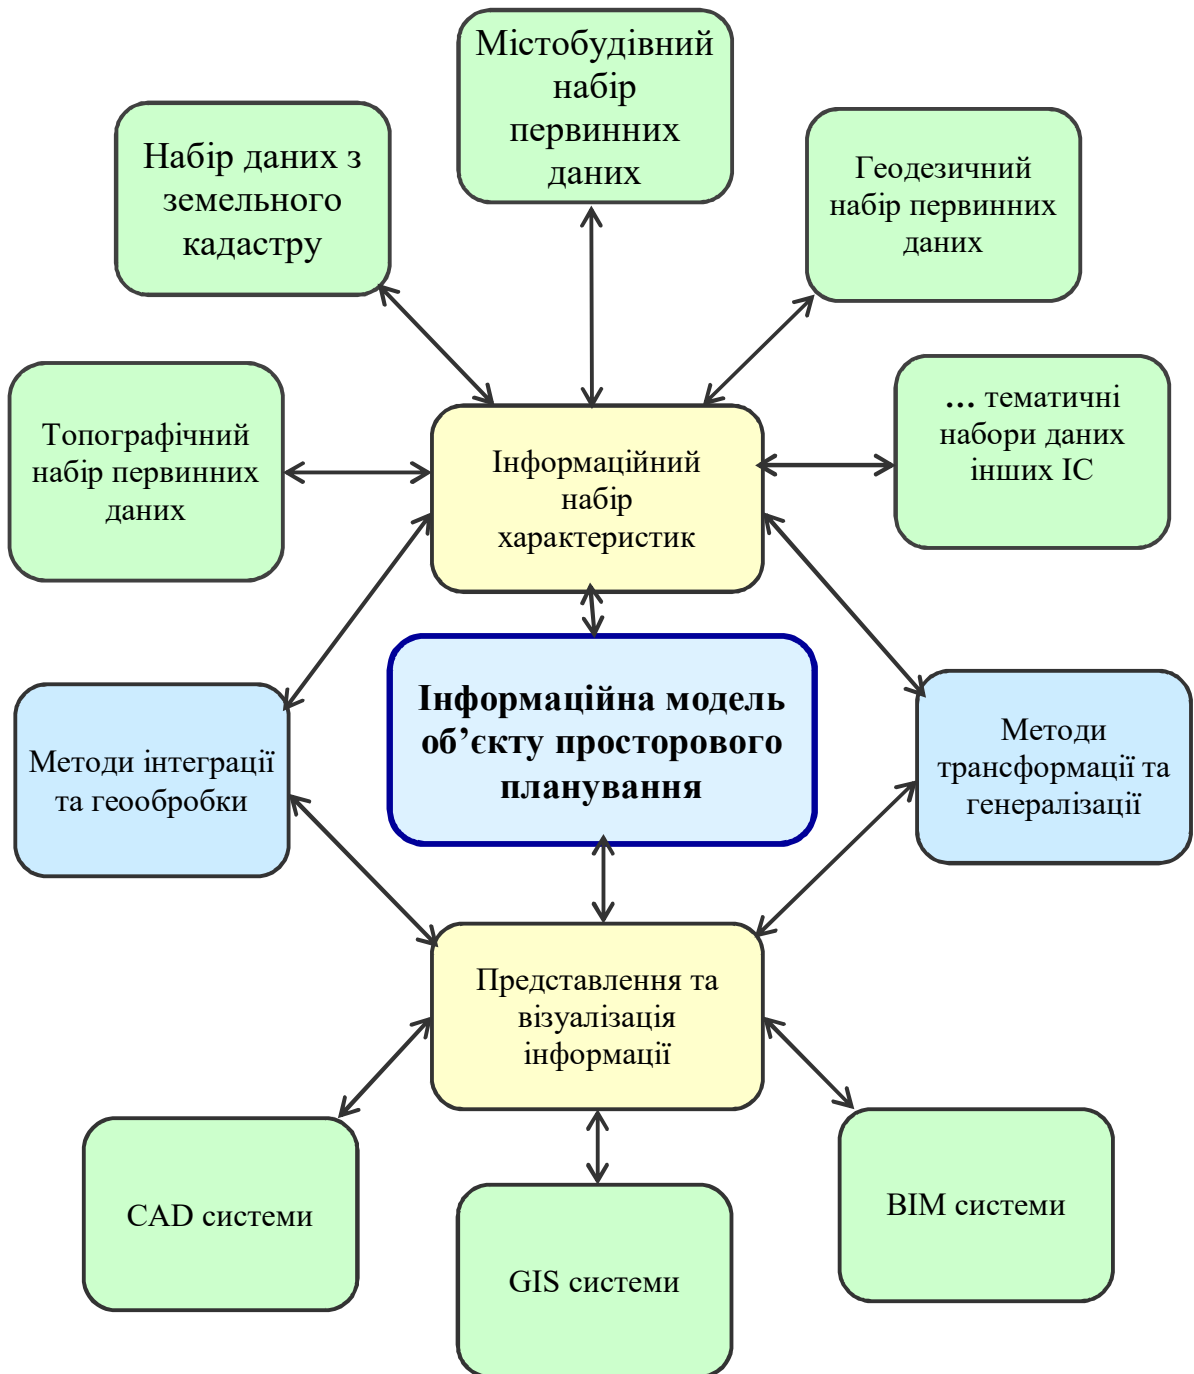 Містобудівний
набір
первинних
даних
Набір даних з
земельного
кадастру
Геодезичний
набір первинних
даних
Топографічний
набір первинних
даних
Інформаційний
набір
характеристик
... тематичні
набори даних
інших ІС
Інформаційна модель
об’єкту просторового
планування
Методи інтеграції
та геообробки
Методи
трансформації та
генералізації
Представлення та
візуалізація
інформації
CAD системи
GIS системи
BIM системи